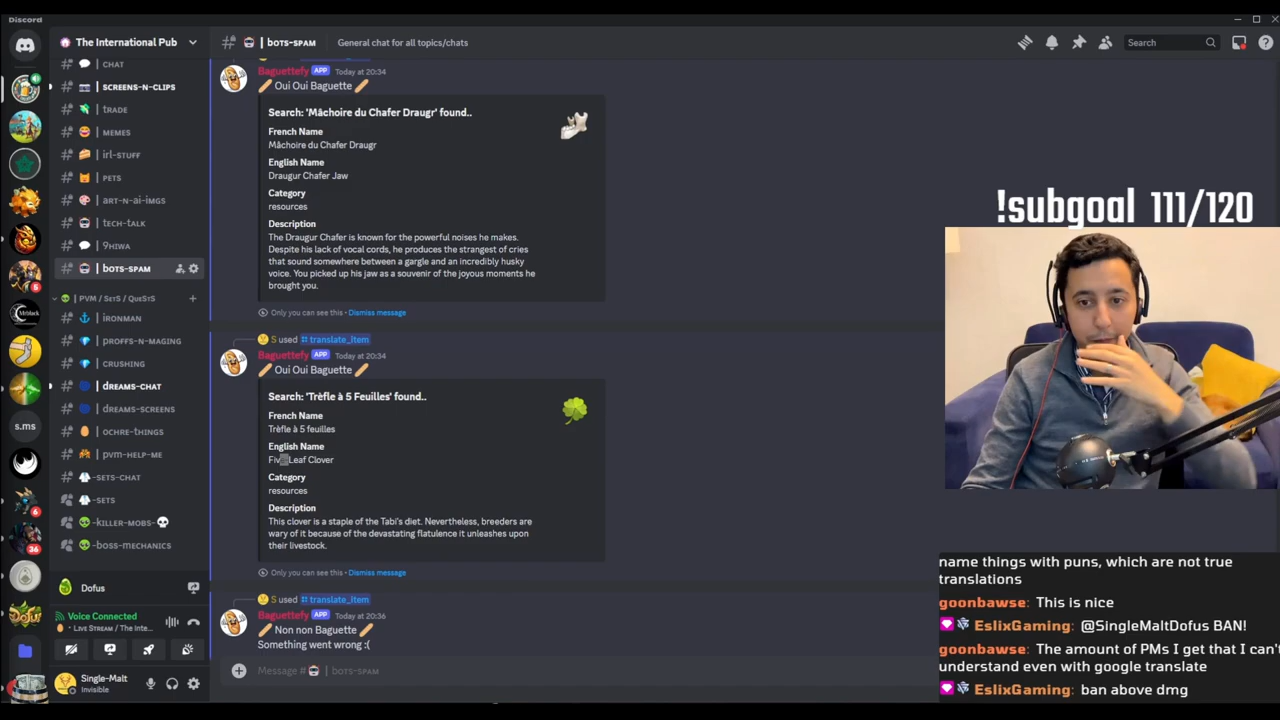 Discord
The International Pub
CHAT
SCREENS-N-CLIPS
TRADE
MEMES
IRL-STUFF
PETS
ART-N-AI-IMGS
TECH-TALK
9HIWA
BOTS-SPAM
PVM / SETS / QUESTS
IRONMAN
PROFFS-N-MAGING
CRUSHING
DREAMS-CHAT
DREAMS-SCREENS
OCHRE-THINGS
PVM-HELP-ME
-SETS-CHAT
-SETS
-KILLER-MOBS-
-BOSS-MECHANICS
Dofus
Voice Connected
Live Stream / The Inte...
Single-Malt
Invisible
s.ms
5
6
36
BOTS-SPAM General chat for all topics/chats
Search
Baguettefy APP Today at 20:34
Oui Oui Baguette
Search: 'Mâchoire du Chafer Draugr' found..
French Name
Mâchoire du Chafer Draugr
English Name
Draugur Chafer Jaw
Category
resources
Description
The Draugur Chafer is known for the powerful noises he makes.
Despite his lack of vocal cords, he produces the strangest of cries
that sound somewhere between a gargle and an incredibly husky
voice. You picked up his jaw as a souvenir of the joyous moments he
brought you.
Only you can see this • Dismiss message
S used translate_item
Baguettefy APP Today at 20:34
Oui Oui Baguette
Search: 'Trèfle à 5 Feuilles' found..
French Name
Trèfle à 5 feuilles
English Name
Leaf Clover
Category
resources
Description
This clover is a staple of the Tabi's diet. Nevertheless, breeders are
wary of it because of the devastating flatulence it unleashes upon
their livestock.
Only you can see this • Dismiss message
S used translate_item
Baguettefy APP Today at 20:36
Non non Baguette
Something went wrong :(
Message # | BOTS-SPAM
!subgoal 111/120
name things with puns, which are not true
translations
goonbawse: This is nice
EslixGaming: @SingleMaltDofus BAN!
goonbawse: The amount of PMs I get that I can't
understand even with google translate
EslixGaming: ban above dmg